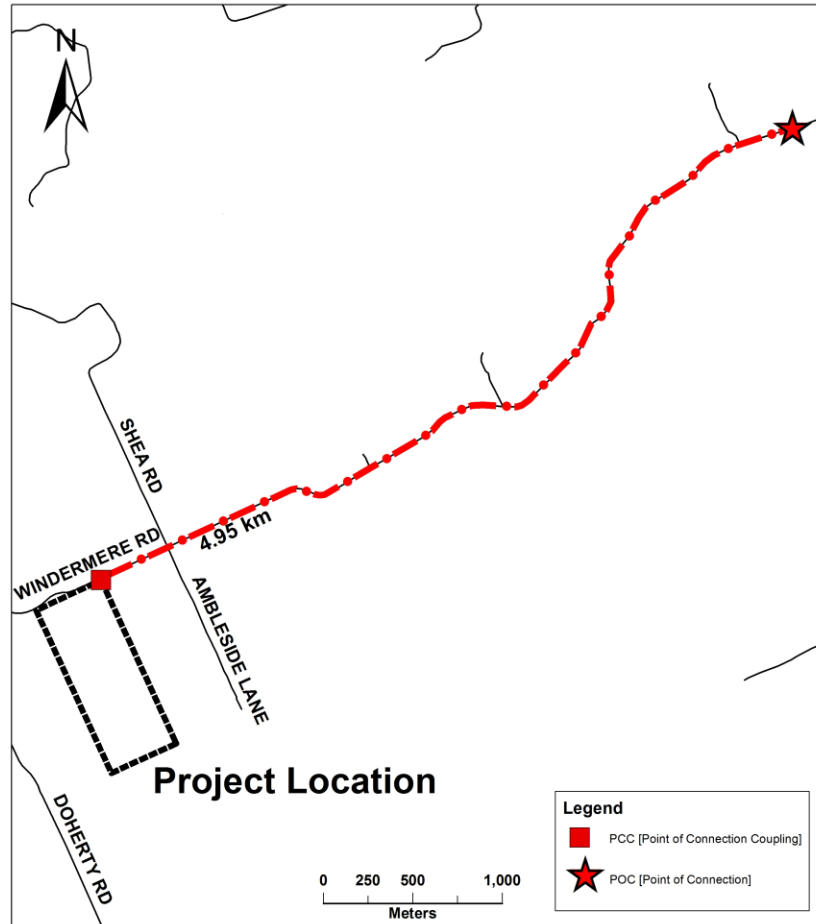 N
SHEA RD
4.95 km
WINDERMERE RD
AMBLESIDE LANE
Project Location
DOHERTY RD
Legend
PCC [Point of Connection Coupling]
POC [Point of Connection]
0 250 500 1,000
Meters